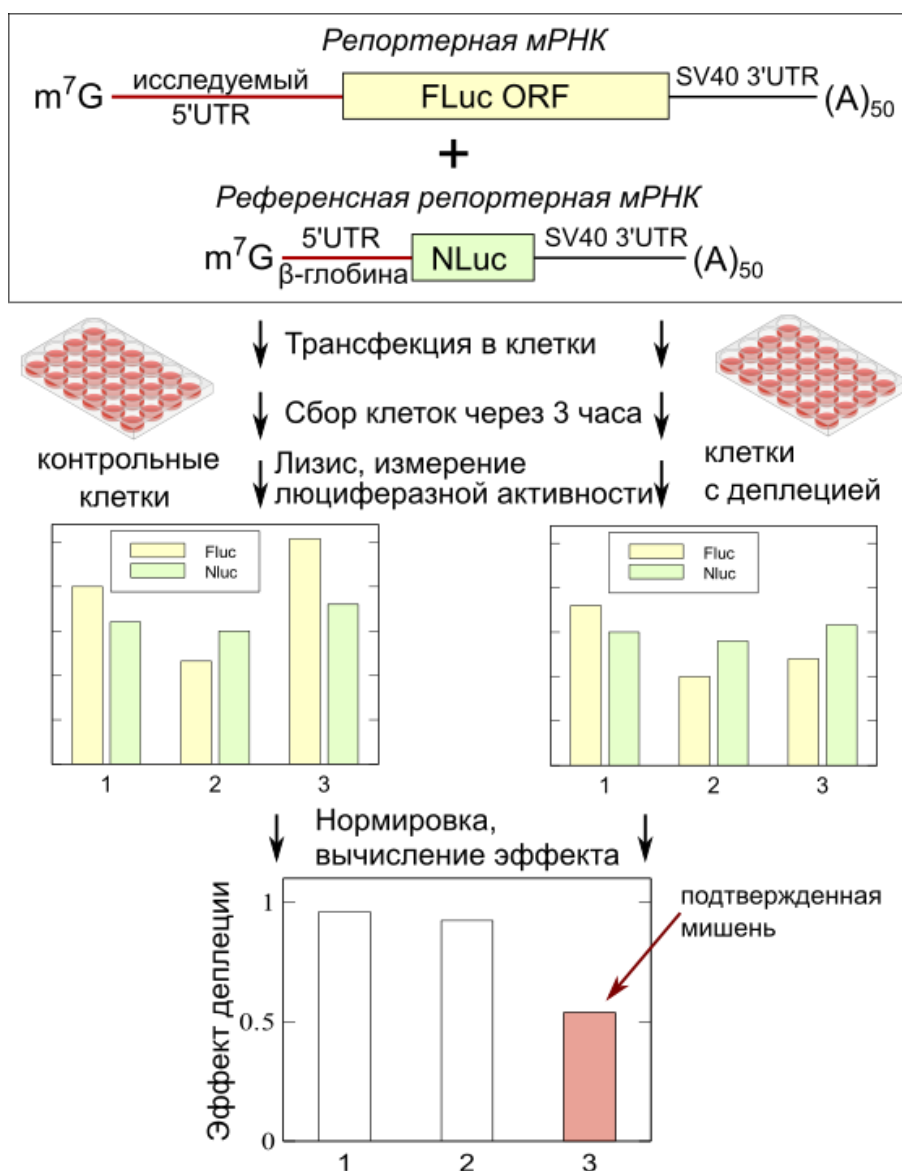 Репортерная мРНК
m⁷G исследуемый 5'UTR FLuc ORF SV40 3'UTR (A)₅₀
+
Референсная репортерная мРНК
m⁷G 5'UTR β-глобина NLuc SV40 3'UTR (A)₅₀
Трансфекция в клетки
Сбор клеток через 3 часа
Лизис, измерение
люциферазной активности
контрольные
клетки
клетки
с деплецией
Fluc
Nluc
1 2 3
Fluc
Nluc
1 2 3
Нормировка,
вычисление эффекта
Эффект деплеции
1
0.5
0
1 2 3
подтвержденная
мишень